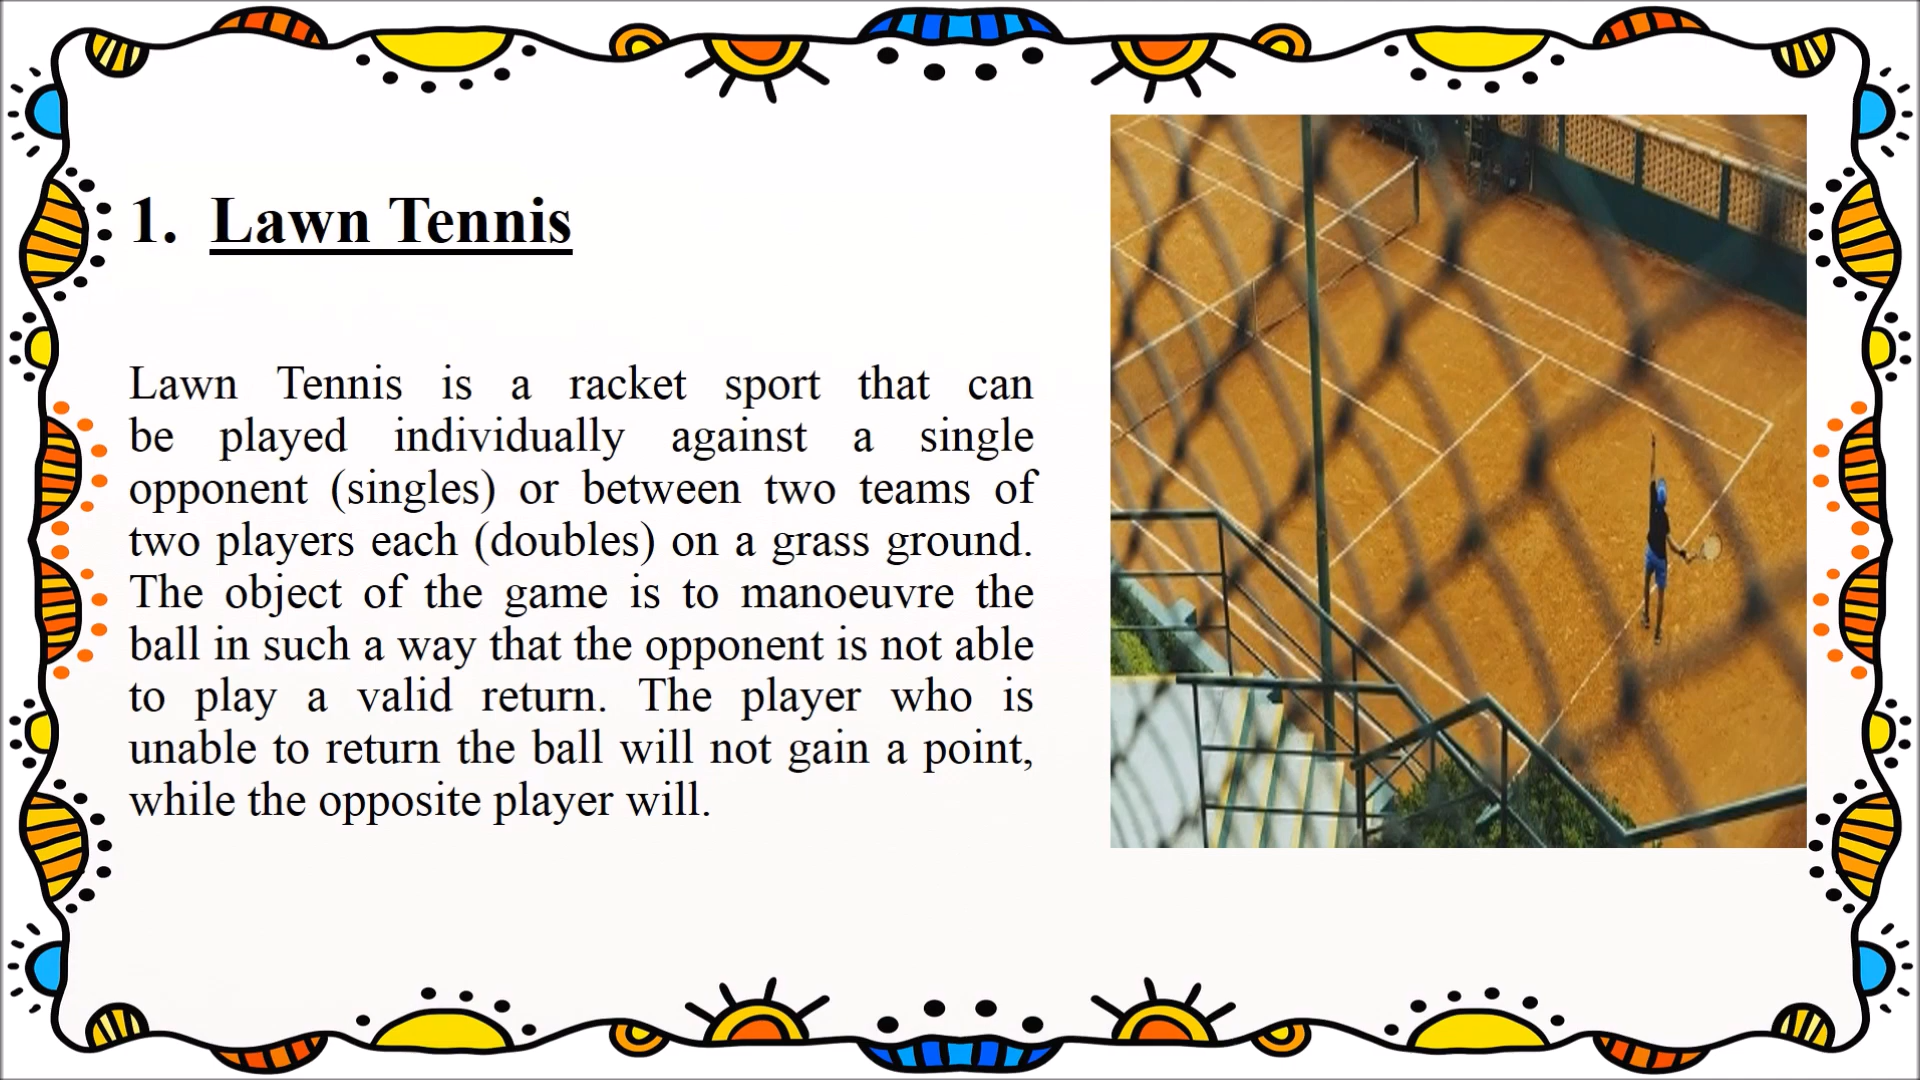 1. Lawn Tennis
Lawn Tennis is a racket sport that can
be played individually against a single
opponent (singles) or between two teams of
two players each (doubles) on a grass ground.
The object of the game is to manoeuvre the
ball in such a way that the opponent is not able
to play a valid return. The player who is
unable to return the ball will not gain a point,
while the opposite player will.